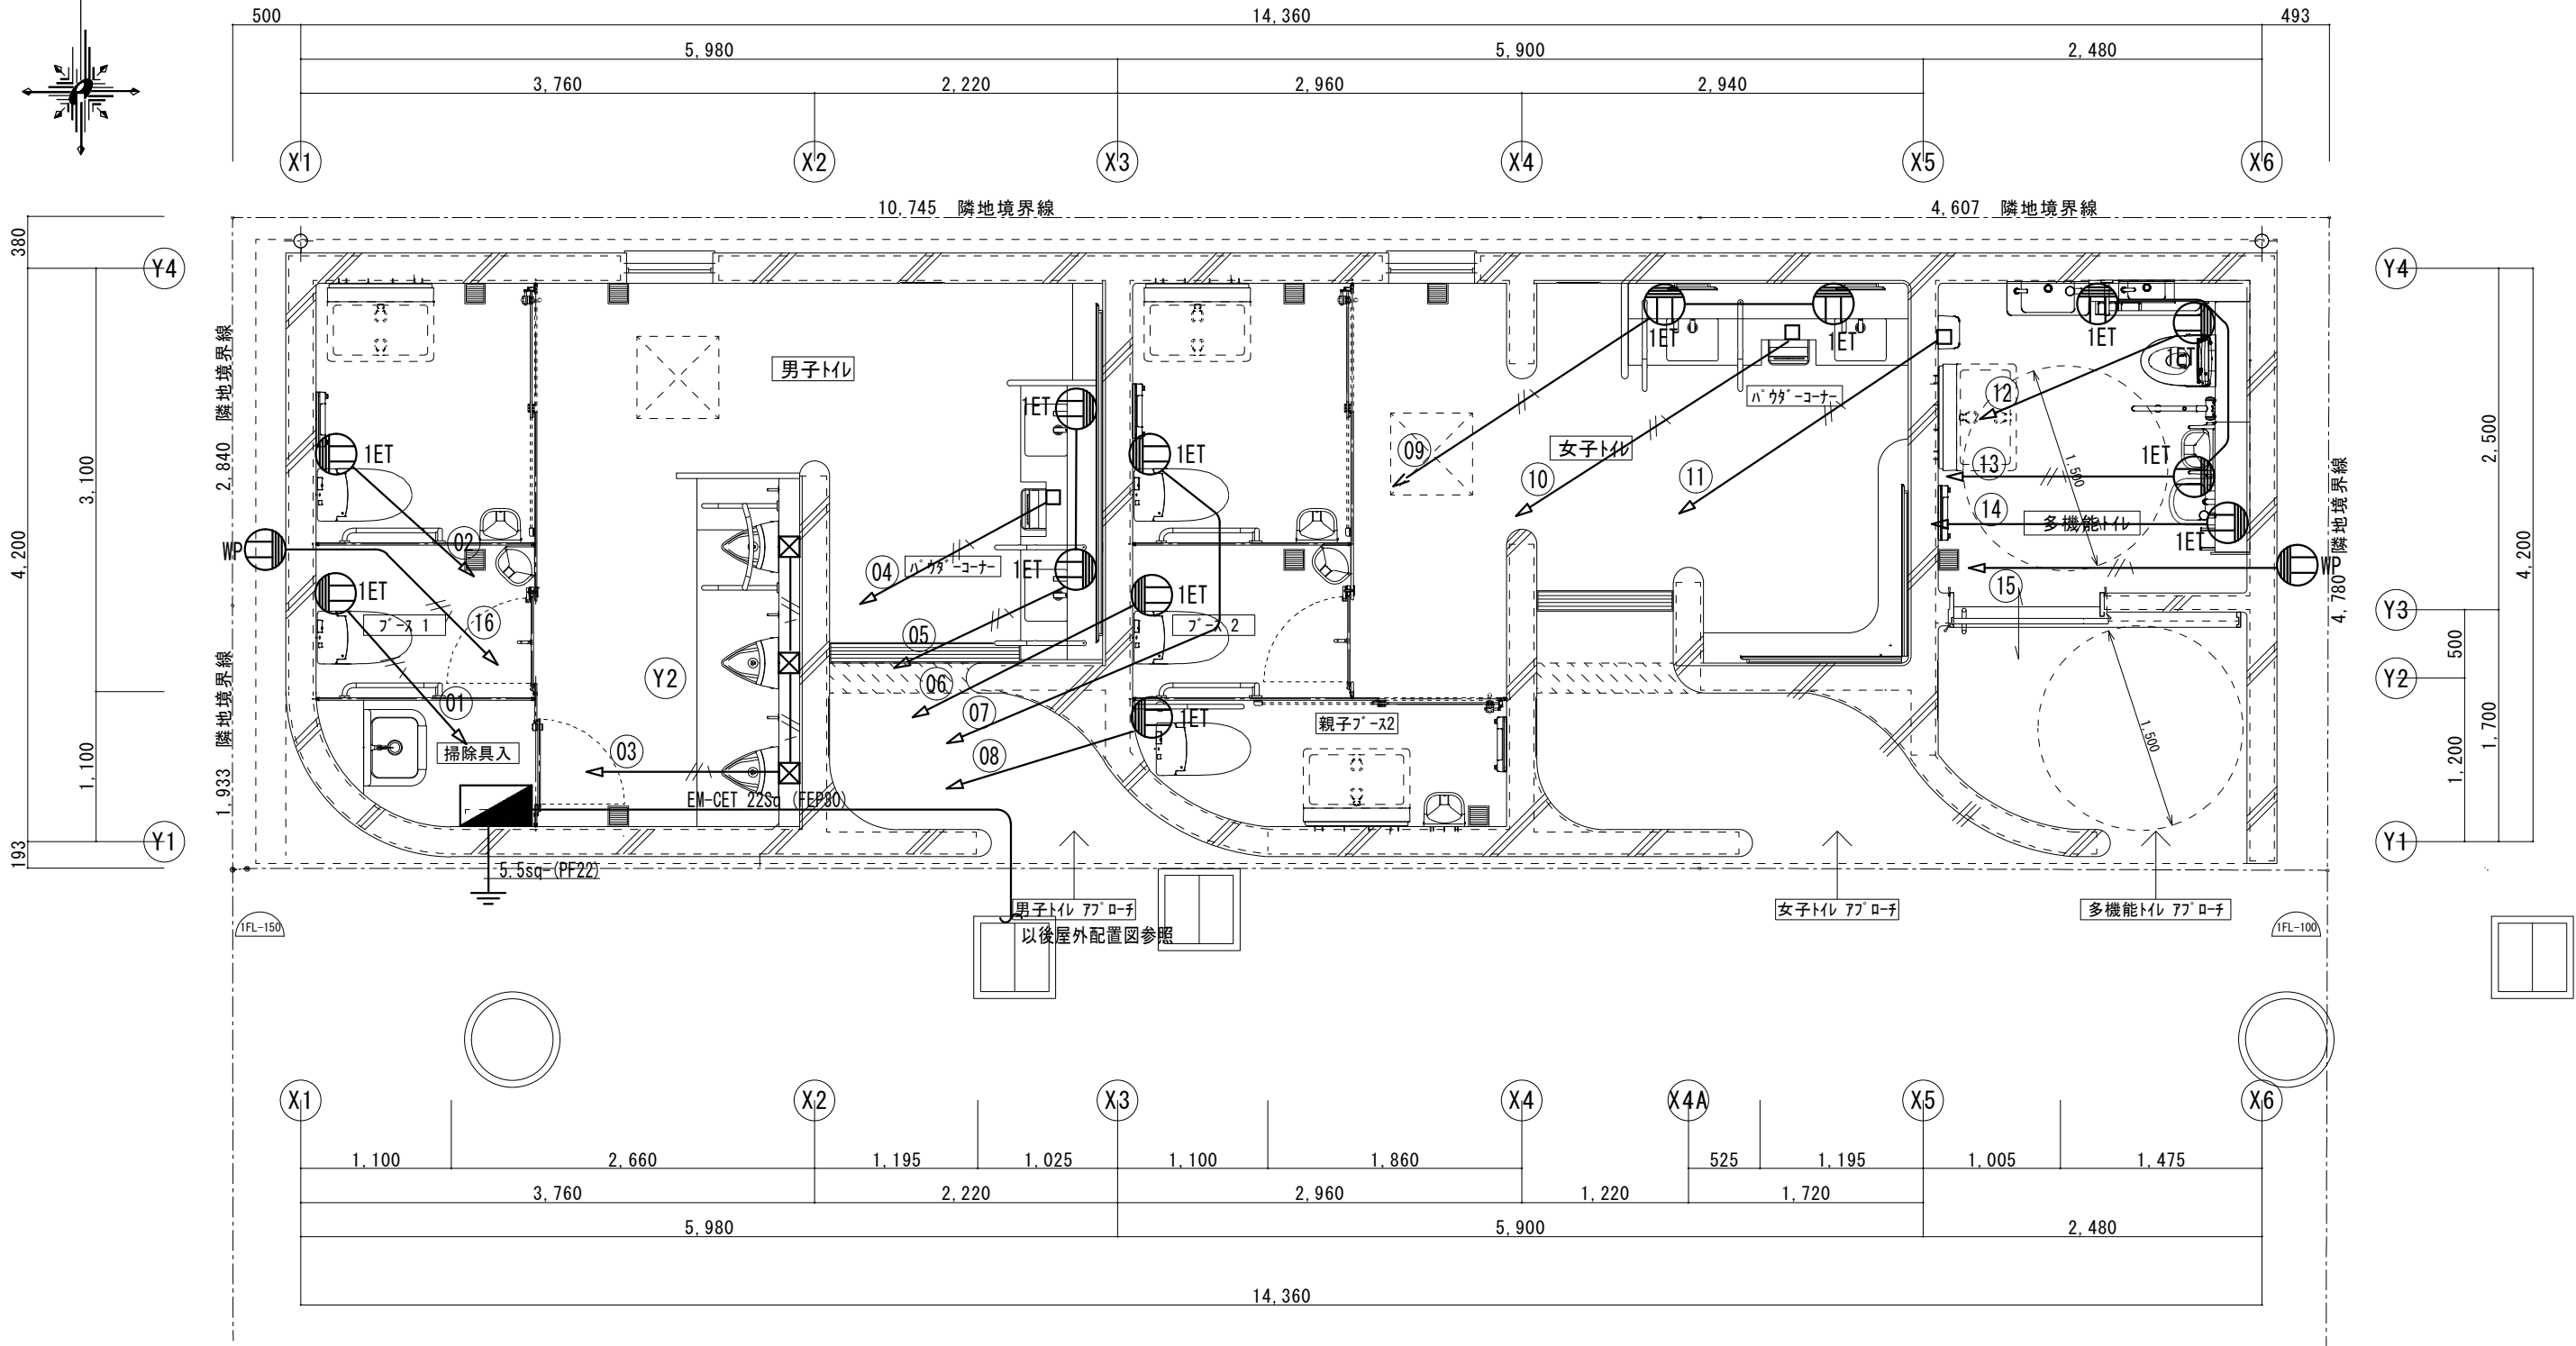 500
14,360
493
5,980
5,900
2,480
3,760
2,220
2,960
2,940
X1
X2
X3
X4
X5
X6
10,745 隣地境界線
4,607 隣地境界線
380
Y4
Y4
3,100
4,200
1,100
193
Y1
2,840 隣地境界線
1,933 隣地境界線
男子トイレ
1ET
1ET
1ET
1ET
パウダーコーナー
女子トイレ
1ET
1ET
1ET
1ET
1ET
1ET
12
09
10
11
13
1,500
14
多機能トイレ
1ET
WP
WP
15
02
16
ブース 1
1ET
01
Y2
04
パウダーコーナー
1ET
05
06
07
08
ブース 2
1ET
1ET
親子ブース2
掃除具入
03
EM-CET 22Sq (FEP30)
5.5sq-(PF22)
1,500
4,780 隣地境界線
2,500
4,200
Y3
500
Y2
1,700
1,200
Y1
男子トイレ アプローチ
以後屋外配置図参照
女子トイレ アプローチ
多機能トイレ アプローチ
1FL-150
1FL-100
X1
X2
X3
X4
X4A
X5
X6
1,100
2,660
1,195
1,025
1,100
1,860
525
1,195
1,005
1,475
3,760
2,220
2,960
1,220
1,720
5,980
5,900
2,480
14,360